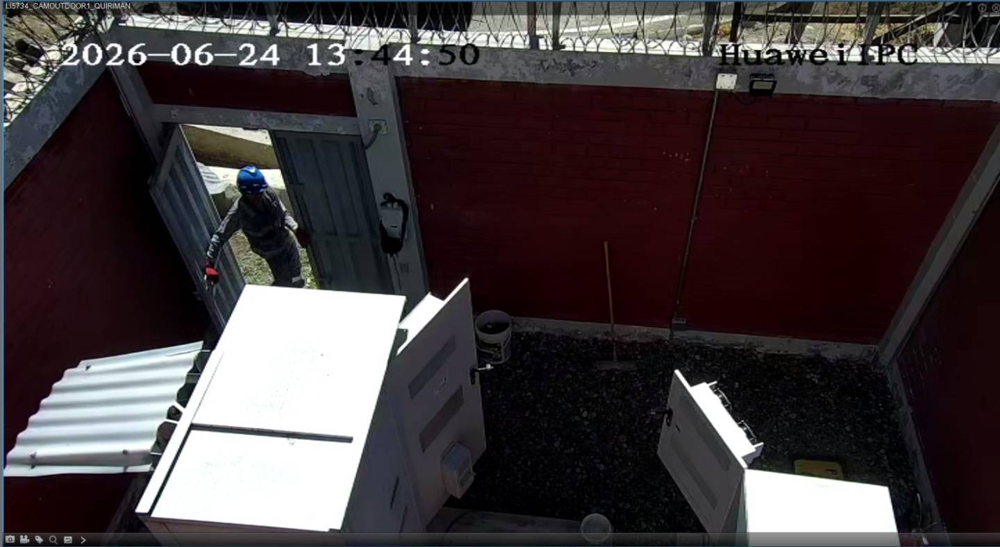 LI5734_CAMOUTDOOR1_QUIRIMAN
2026-06-24 13:44:50
Huawei IPC